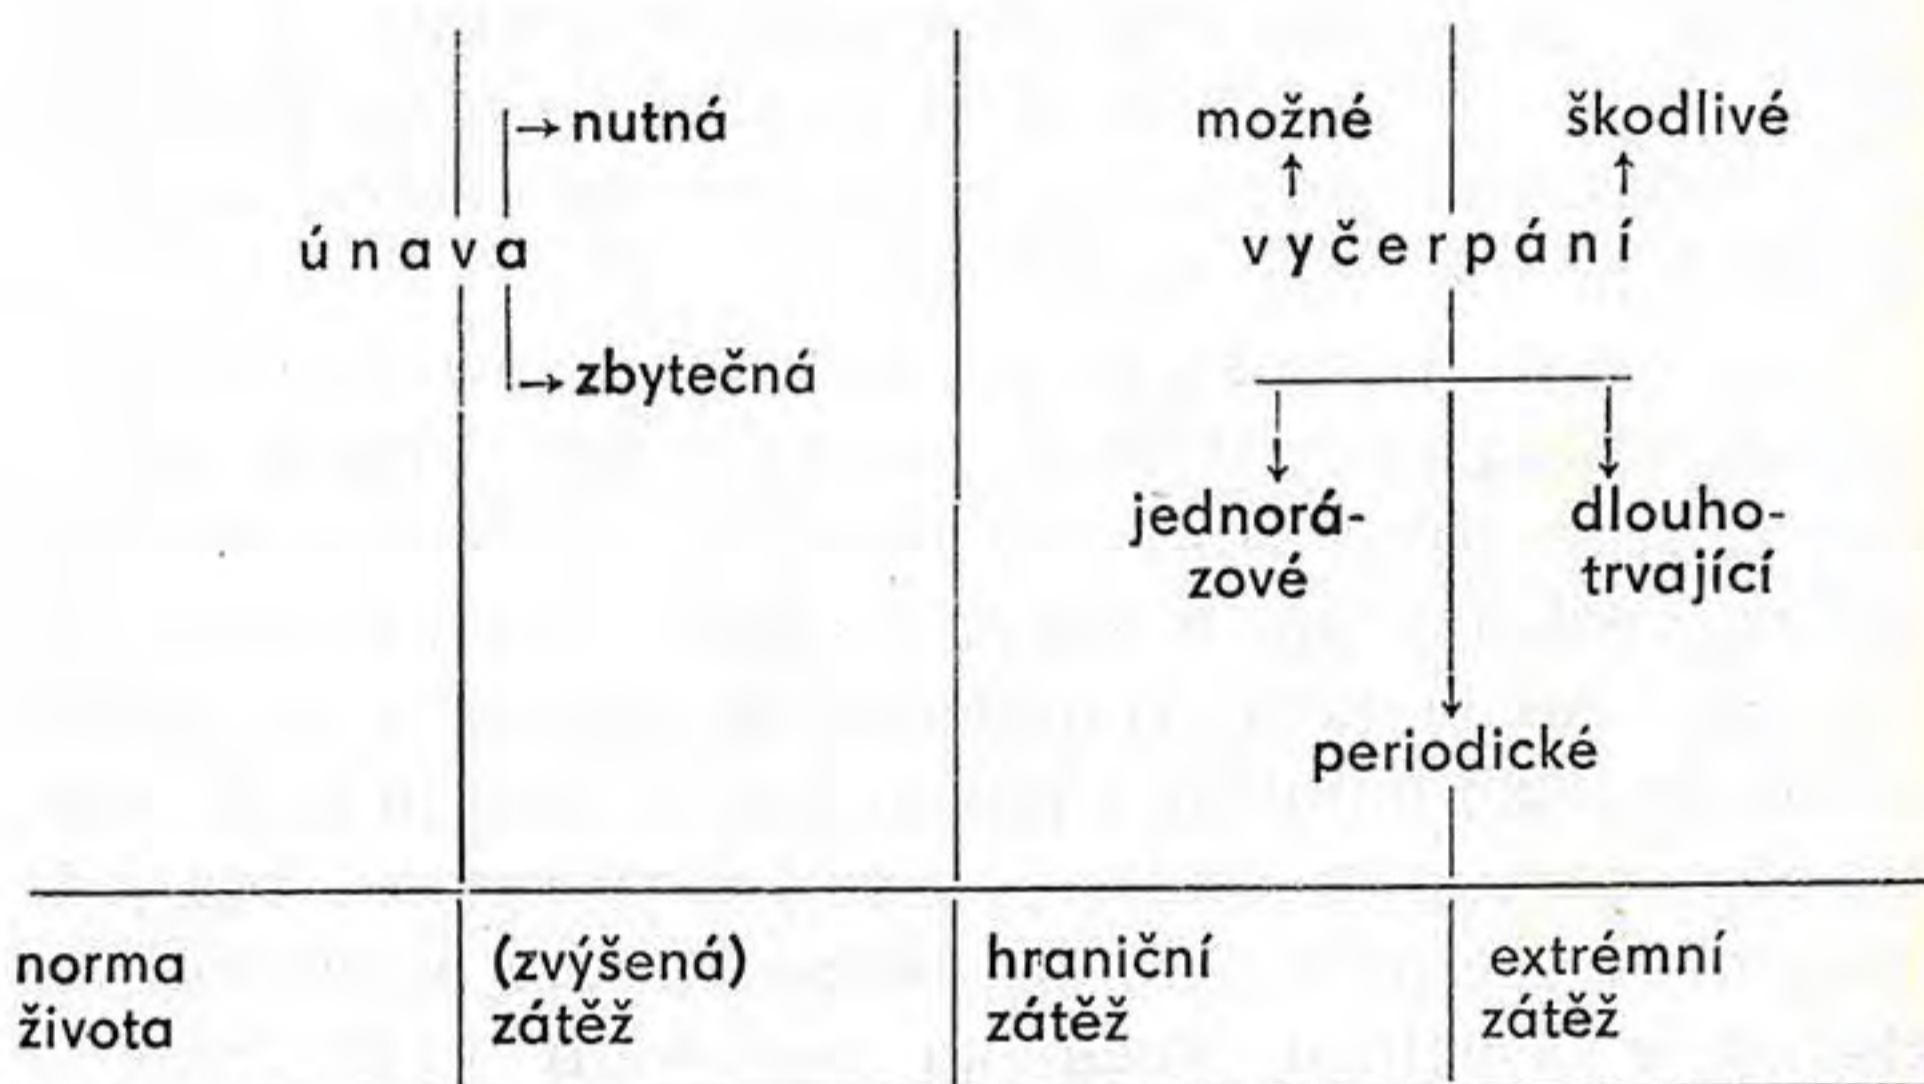 nutná
možné
škodlivé
únava
vyčerpání
zbytečná
jednorá-
zové
dlouho-
trvající
periodické
norma
života
(zvýšená)
zátěž
hraniční
zátěž
extrémní
zátěž